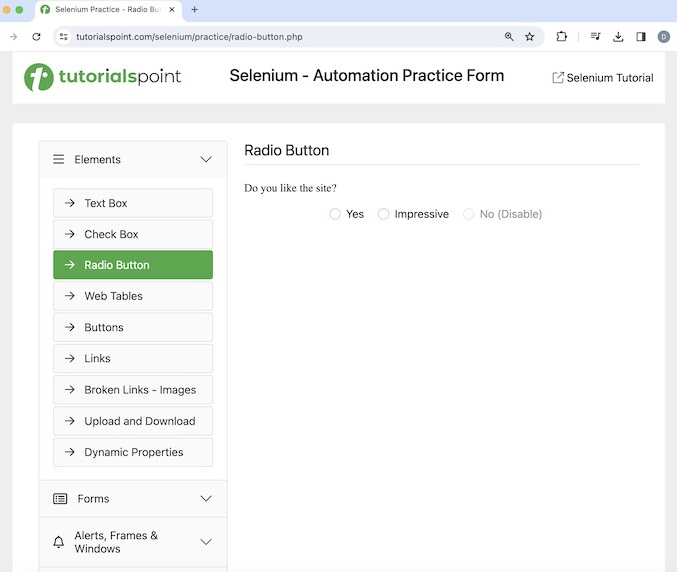 Selenium Practice - Radio Bu
tutorialspoint.com/selenium/practice/radio-button.php
D
tutorialspoint
Selenium - Automation Practice Form
Selenium Tutorial
Elements
Text Box
Check Box
Radio Button
Web Tables
Buttons
Links
Broken Links - Images
Upload and Download
Dynamic Properties
Forms
Alerts, Frames &
Windows
Radio Button
Do you like the site?
Yes Impressive No (Disable)